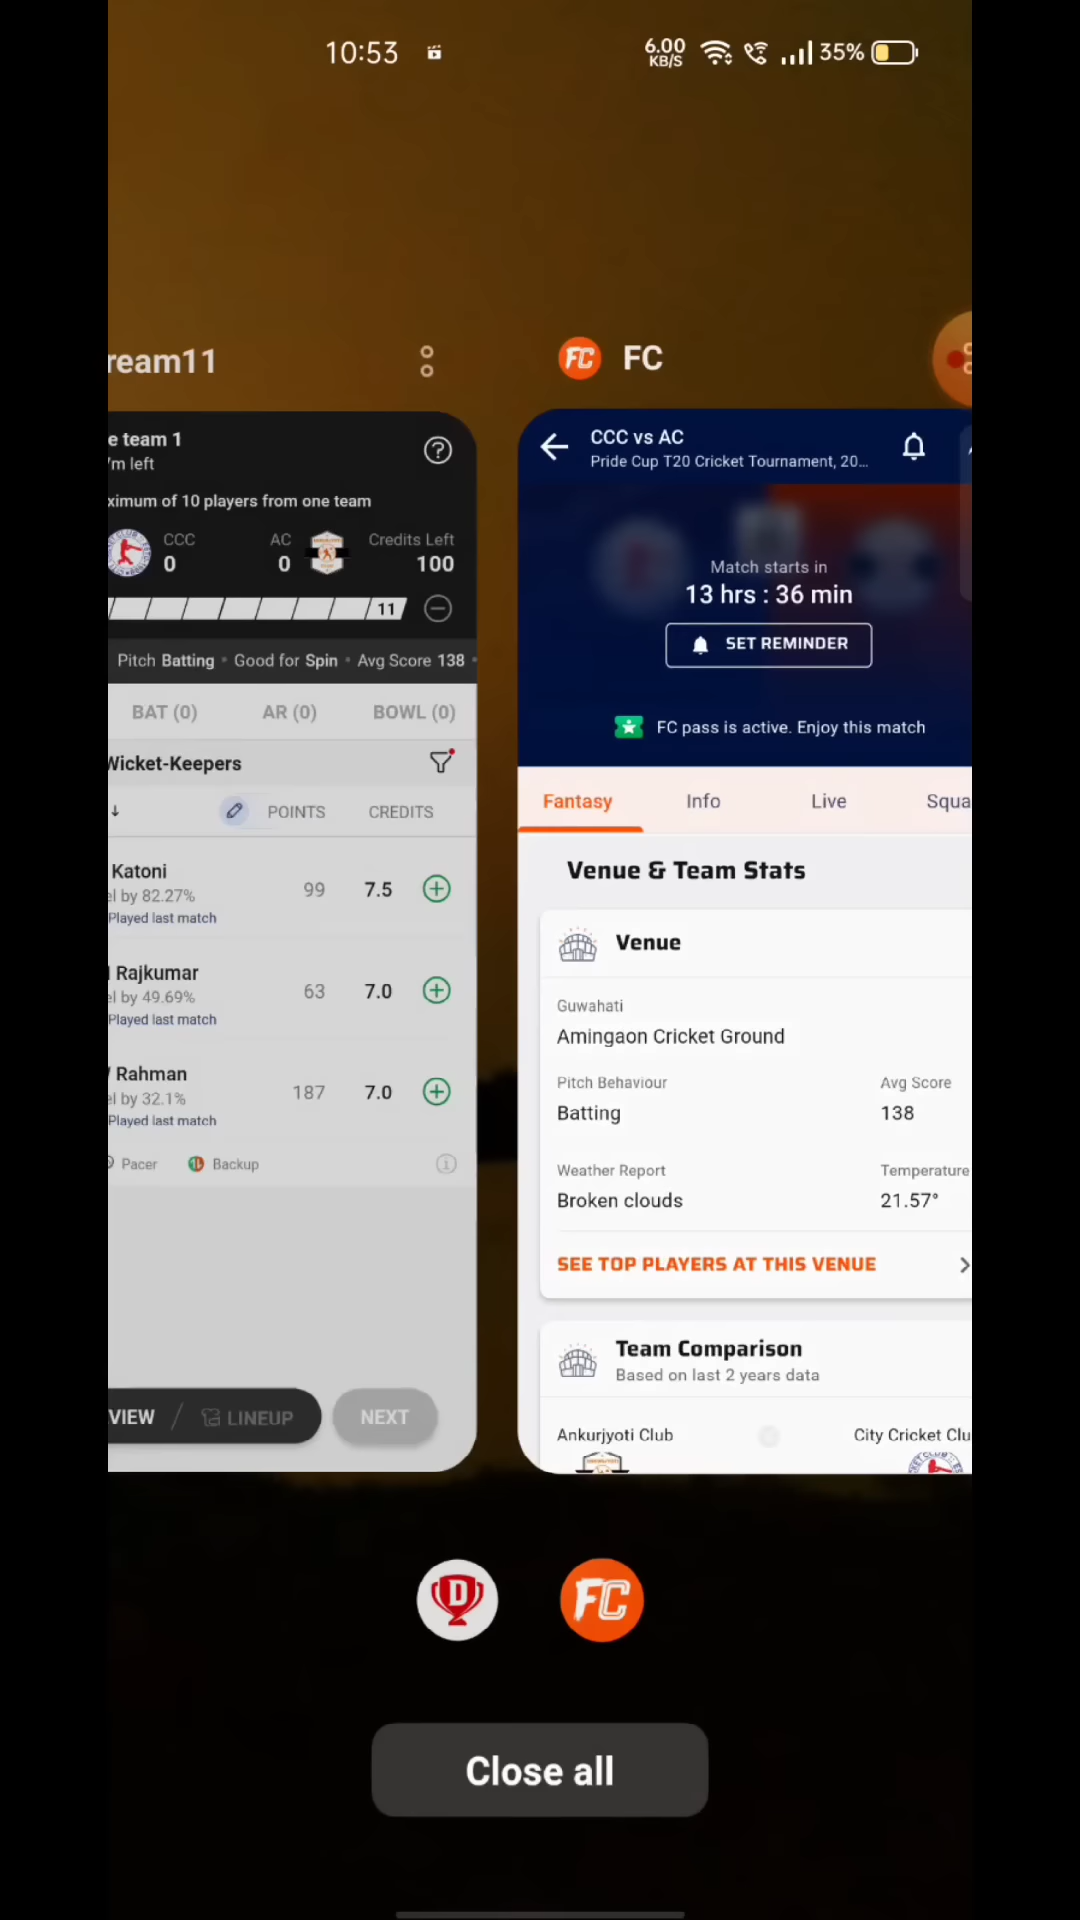 10:53
6.00
KB/S
35%
ream11
e team 1
'm left
ximum of 10 players from one team
CCC
0
AC
0
Credits Left
100
11
Pitch Batting • Good for Spin • Avg Score 138 •
BAT (0)
AR (0)
BOWL (0)
Wicket-Keepers
POINTS
CREDITS
Katoni
el by 82.27%
Played last match
99
7.5
Rajkumar
el by 49.69%
Played last match
63
7.0
Rahman
el by 32.1%
Played last match
187
7.0
Pacer
Backup
VIEW / LINEUP
NEXT
FC FC
CCC vs AC
Pride Cup T20 Cricket Tournament, 20...
Match starts in
13 hrs : 36 min
SET REMINDER
FC pass is active. Enjoy this match
Fantasy
Info
Live
Squa
Venue & Team Stats
Venue
Guwahati
Amingaon Cricket Ground
Pitch Behaviour
Batting
Avg Score
138
Weather Report
Broken clouds
Temperature
21.57°
SEE TOP PLAYERS AT THIS VENUE
Team Comparison
Based on last 2 years data
Ankurjyoti Club
City Cricket Clu
D
FC
Close all